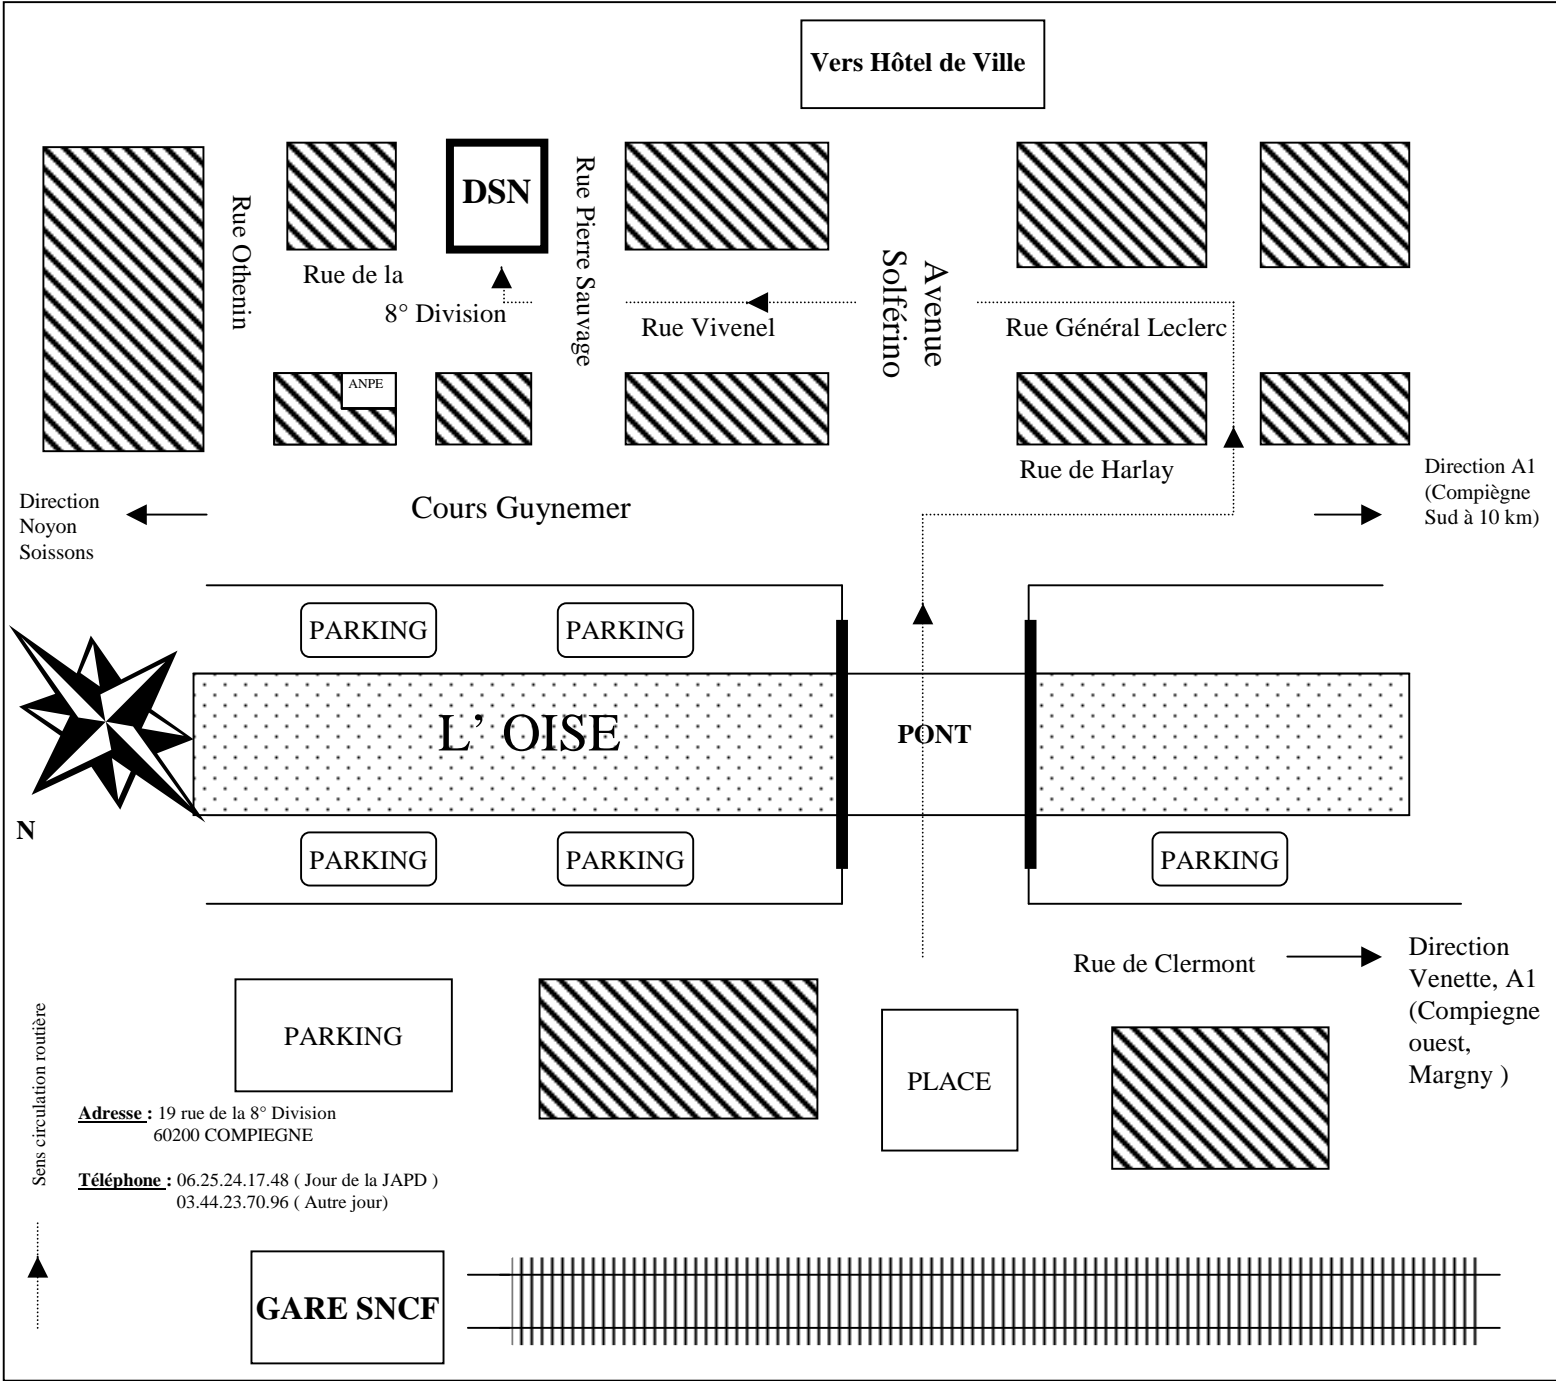 Vers Hôtel de Ville
DSN
Rue Othenin
Rue Pierre Sauvage
Rue de la
8° Division
Rue Vivenel
Avenue
Solférino
Rue Général Leclerc
ANPE
Rue de Harlay
Direction
Noyon
Soissons
Cours Guynemer
Direction A1
(Compiègne
Sud à 10 km)
PARKING
PARKING
L' OISE
PONT
N
PARKING
PARKING
PARKING
Rue de Clermont
Direction
Venette, A1
(Compiegne
ouest,
Margny )
PARKING
PLACE
Sens circulation routière
Adresse : 19 rue de la 8° Division
60200 COMPIEGNE
Téléphone : 06.25.24.17.48 ( Jour de la JAPD )
03.44.23.70.96 ( Autre jour)
GARE SNCF